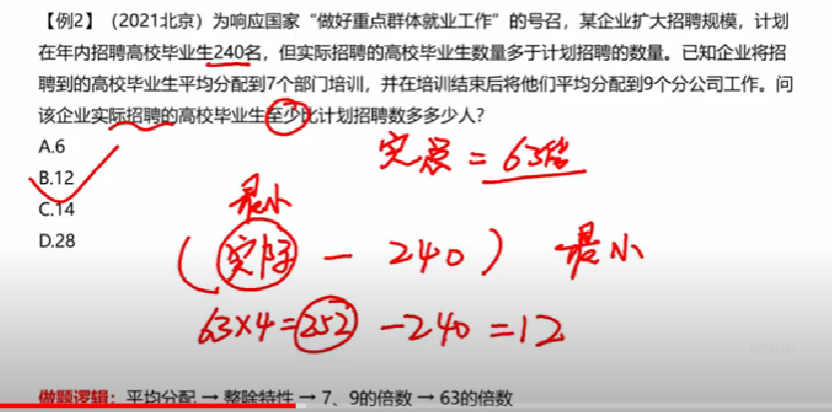 【例2】（2021北京）为响应国家“做好重点群体就业工作”的号召，某企业扩大招聘规模，计划
在年内招聘高校毕业生240名，但实际招聘的高校毕业生数量多于计划招聘的数量。已知企业将招
聘到的高校毕业生平均分配到7个部门培训，并在培训结束后将他们平均分配到9个分公司工作。问
该企业实际招聘的高校毕业生至少比计划招聘数多多少人？
A.6
实总 = 63倍
B.12
最小
C.14
D.28
（实际 - 240） 最小
63×4=252 -240 =12
做题逻辑：平均分配 → 整除特性 → 7、9的倍数 → 63的倍数